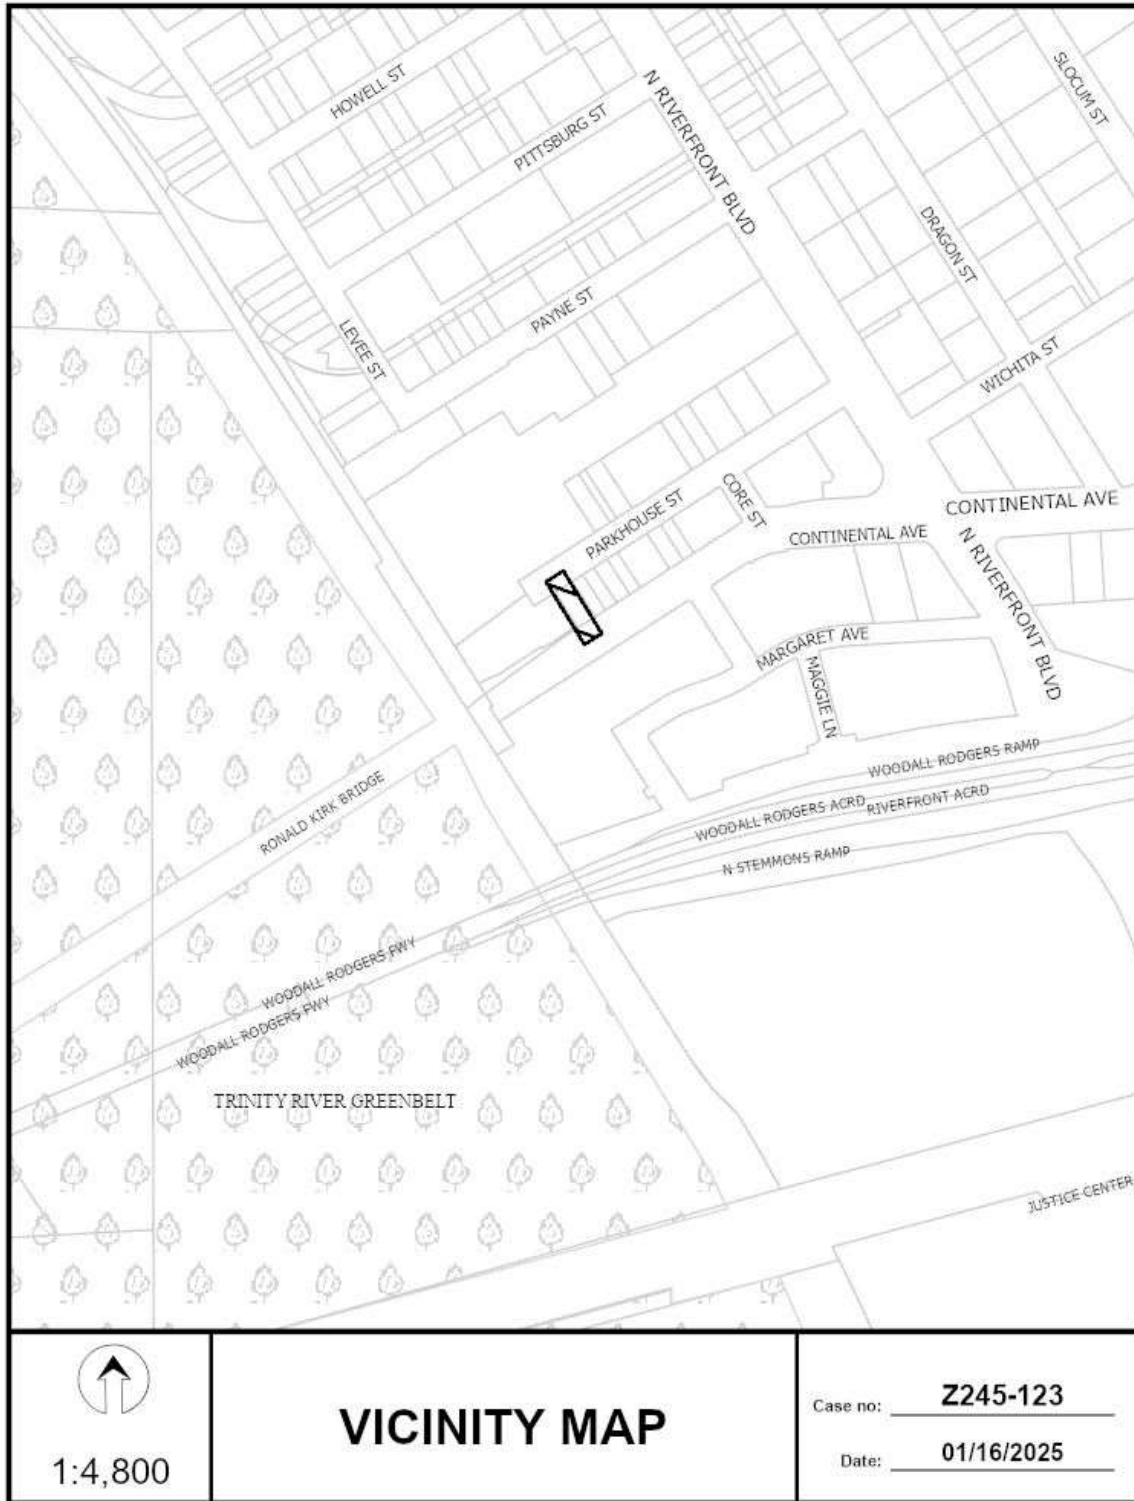 HOWELL ST
PITTSBURG ST
N RIVERFRONT BLVD
SLOCUM ST
DRAGON ST
PAYNE ST
LEVEE ST
WICHITA ST
PARKHOUSE ST
CORE ST
CONTINENTAL AVE
CONTINENTAL AVE
N RIVERFRONT BLVD
MARGARET AVE
MAGGIE LN
WOODALL RODGERS RAMP
RONALD KIRK BRIDGE
WOODALL RODGERS ACRD
RIVERFRONT ACRD
N STEMMONS RAMP
WOODALL RODGERS FWY
WOODALL RODGERS FWY
TRINITY RIVER GREENBELT
JUSTICE CENTER
1:4,800
VICINITY MAP
Case no: Z245-123
Date: 01/16/2025